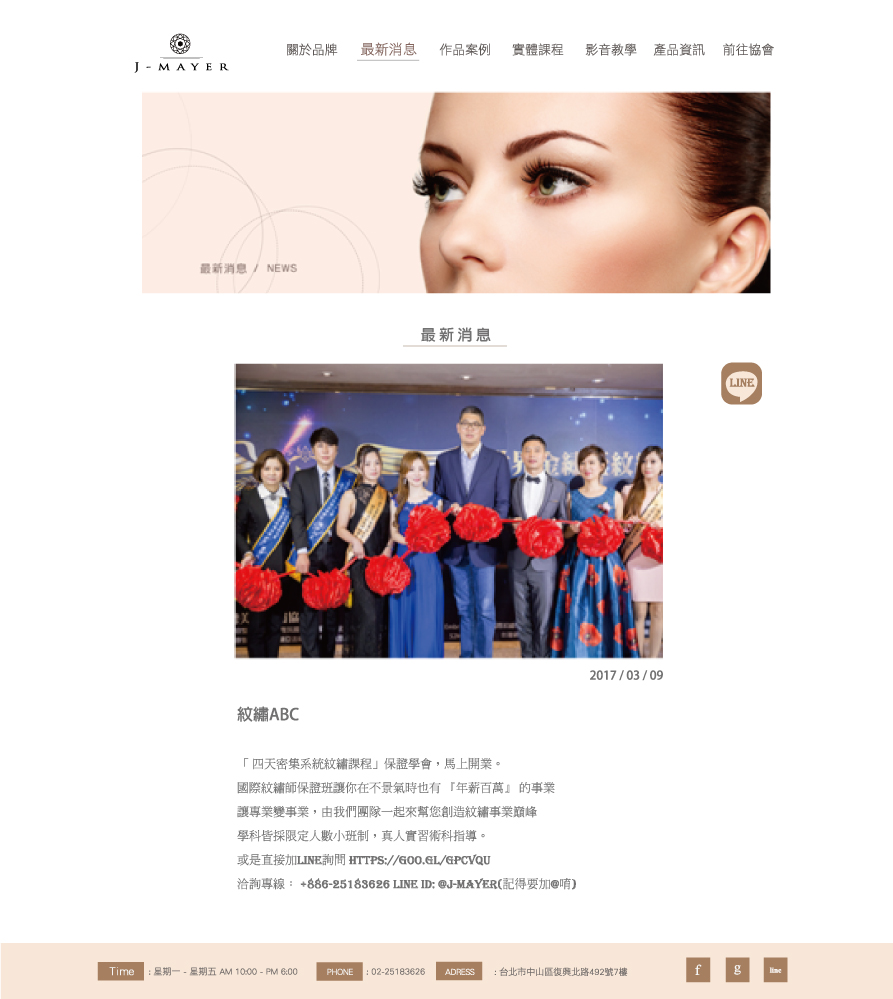 J - MAYER
關於品牌 最新消息 作品案例 實體課程 影音教學 產品資訊 前往協會
最新消息 / NEWS
最新消息
LINE
2017 / 03 / 09
紋繡ABC
「 四天密集系統紋繡課程」保證學會，馬上開業。
國際紋繡師保證班讓你在不景氣時也有 『年薪百萬』 的事業
讓專業變事業，由我們團隊一起來幫您創造紋繡事業巔峰
學科皆採限定人數小班制，真人實習術科指導。
或是直接加LINE詢問 HTTPS://GOO.GL/GPCVQU
洽詢專線： +886-25183626 LINE ID: @J-MAYER(記得要加@唷)
Time : 星期一 - 星期五 AM 10:00 - PM 6:00 PHONE : 02-25183626 ADRESS : 台北市中山區復興北路492號7樓 f g line